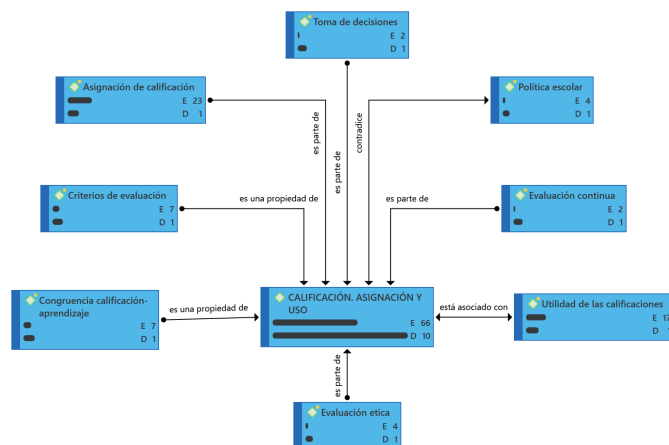 Toma de decisiones
E 2
D 1
Asignación de calificación
E 23
D 1
Política escolar
E 4
D 1
es parte de
es parte de
contradice
Criterios de evaluación
E 7
D 1
es una propiedad de
es parte de
Evaluación continua
E 2
D 1
Congruencia calificación-
aprendizaje
E 7
D 1
es una propiedad de
CALIFICACIÓN. ASIGNACIÓN Y
USO
E 66
D 10
está asociado con
Utilidad de las calificaciones
E 17
D 1
es parte de
Evaluación etica
E 4
D 1